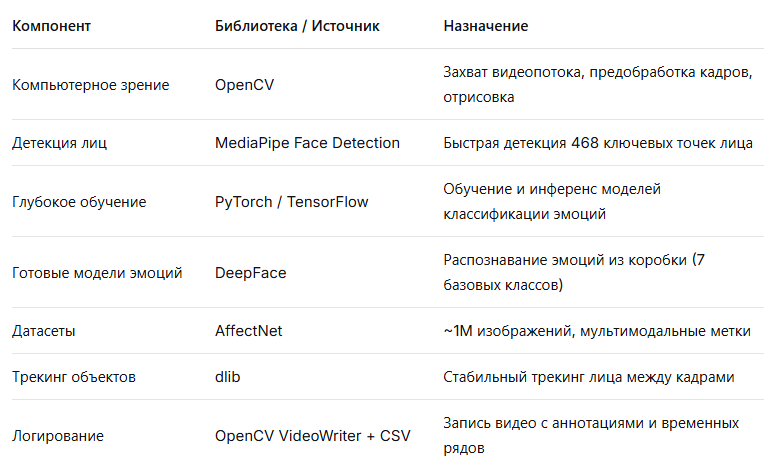 Компонент Библиотека / Источник Назначение
Компьютерное зрение OpenCV Захват видеопотока, предобработка кадров,
отрисовка
Детекция лиц MediaPipe Face Detection Быстрая детекция 468 ключевых точек лица
Глубокое обучение PyTorch / TensorFlow Обучение и инференс моделей
классификации эмоций
Готовые модели эмоций DeepFace Распознавание эмоций из коробки (7
базовых классов)
Датасеты AffectNet ~1M изображений, мультимодальные метки
Трекинг объектов dlib Стабильный трекинг лица между кадрами
Логирование OpenCV VideoWriter + CSV Запись видео с аннотациями и временных
рядов